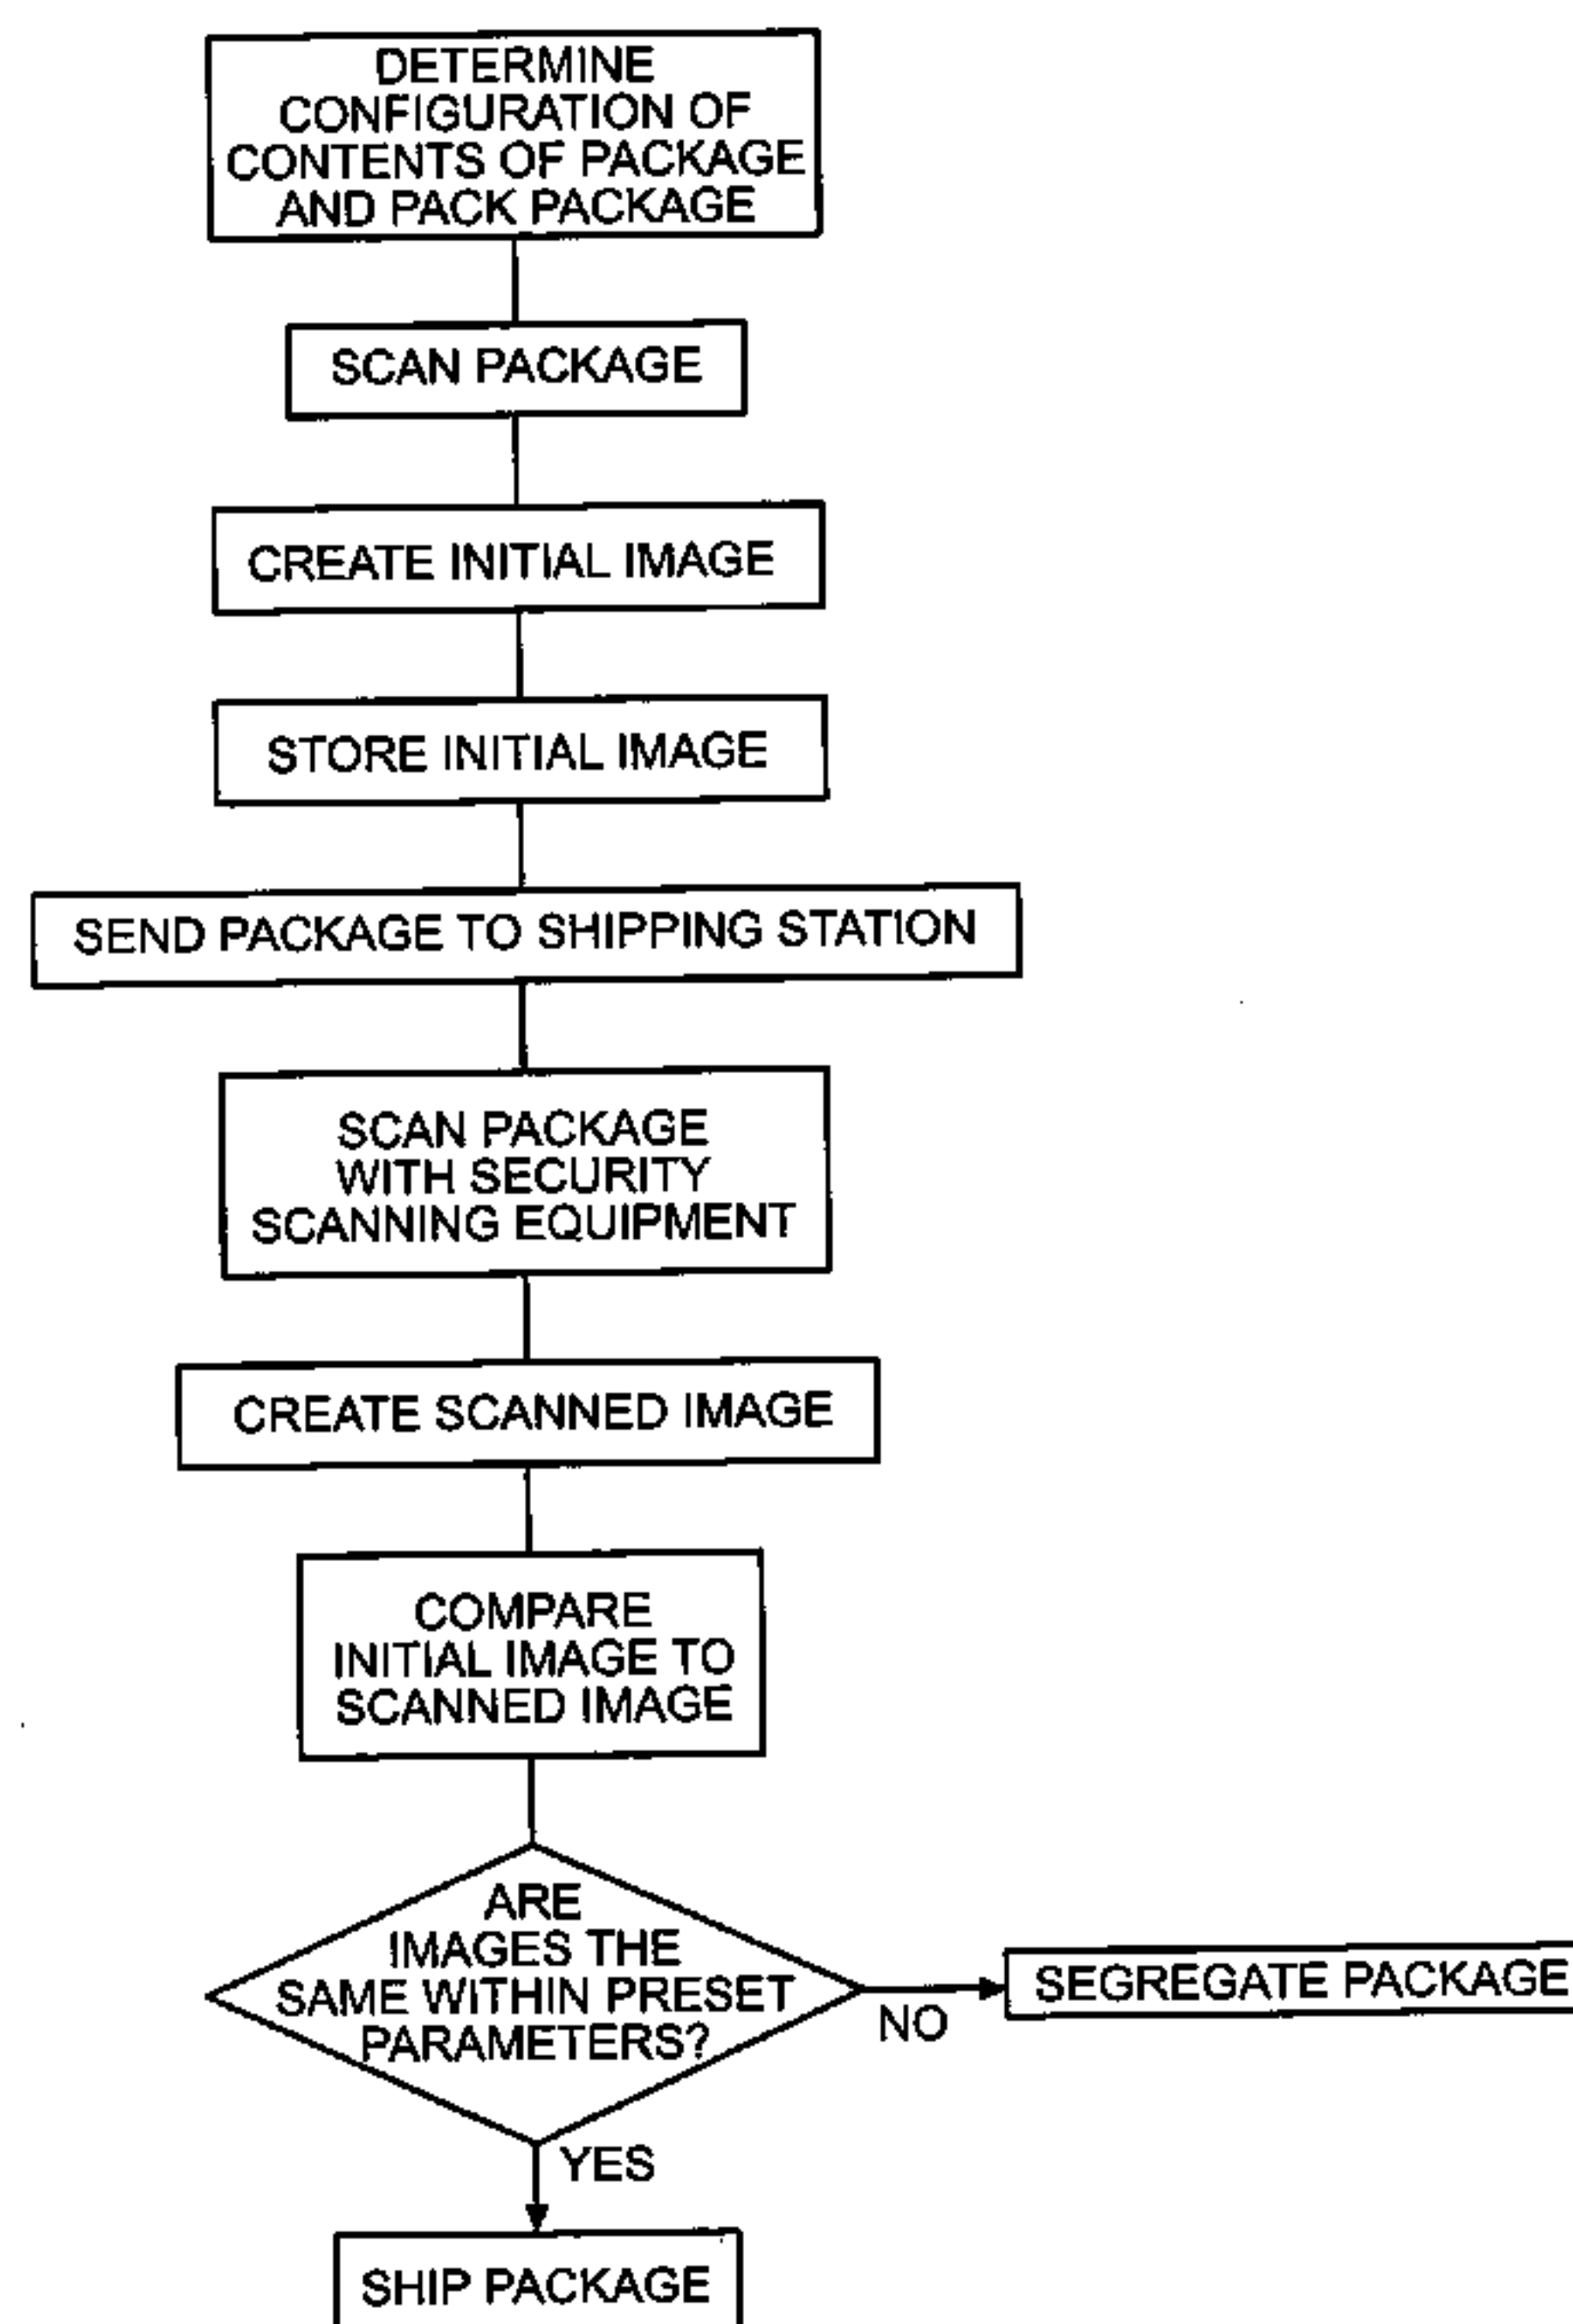 DETERMINE
CONFIGURATION OF
CONTENTS OF PACKAGE
AND PACK PACKAGE
SCAN PACKAGE
CREATE INITIAL IMAGE
STORE INITIAL IMAGE
SEND PACKAGE TO SHIPPING STATION
SCAN PACKAGE
WITH SECURITY
SCANNING EQUIPMENT
CREATE SCANNED IMAGE
COMPARE
INITIAL IMAGE TO
SCANNED IMAGE
ARE
IMAGES THE
SAME WITHIN PRESET
PARAMETERS?
NO
SEGREGATE PACKAGE
YES
SHIP PACKAGE